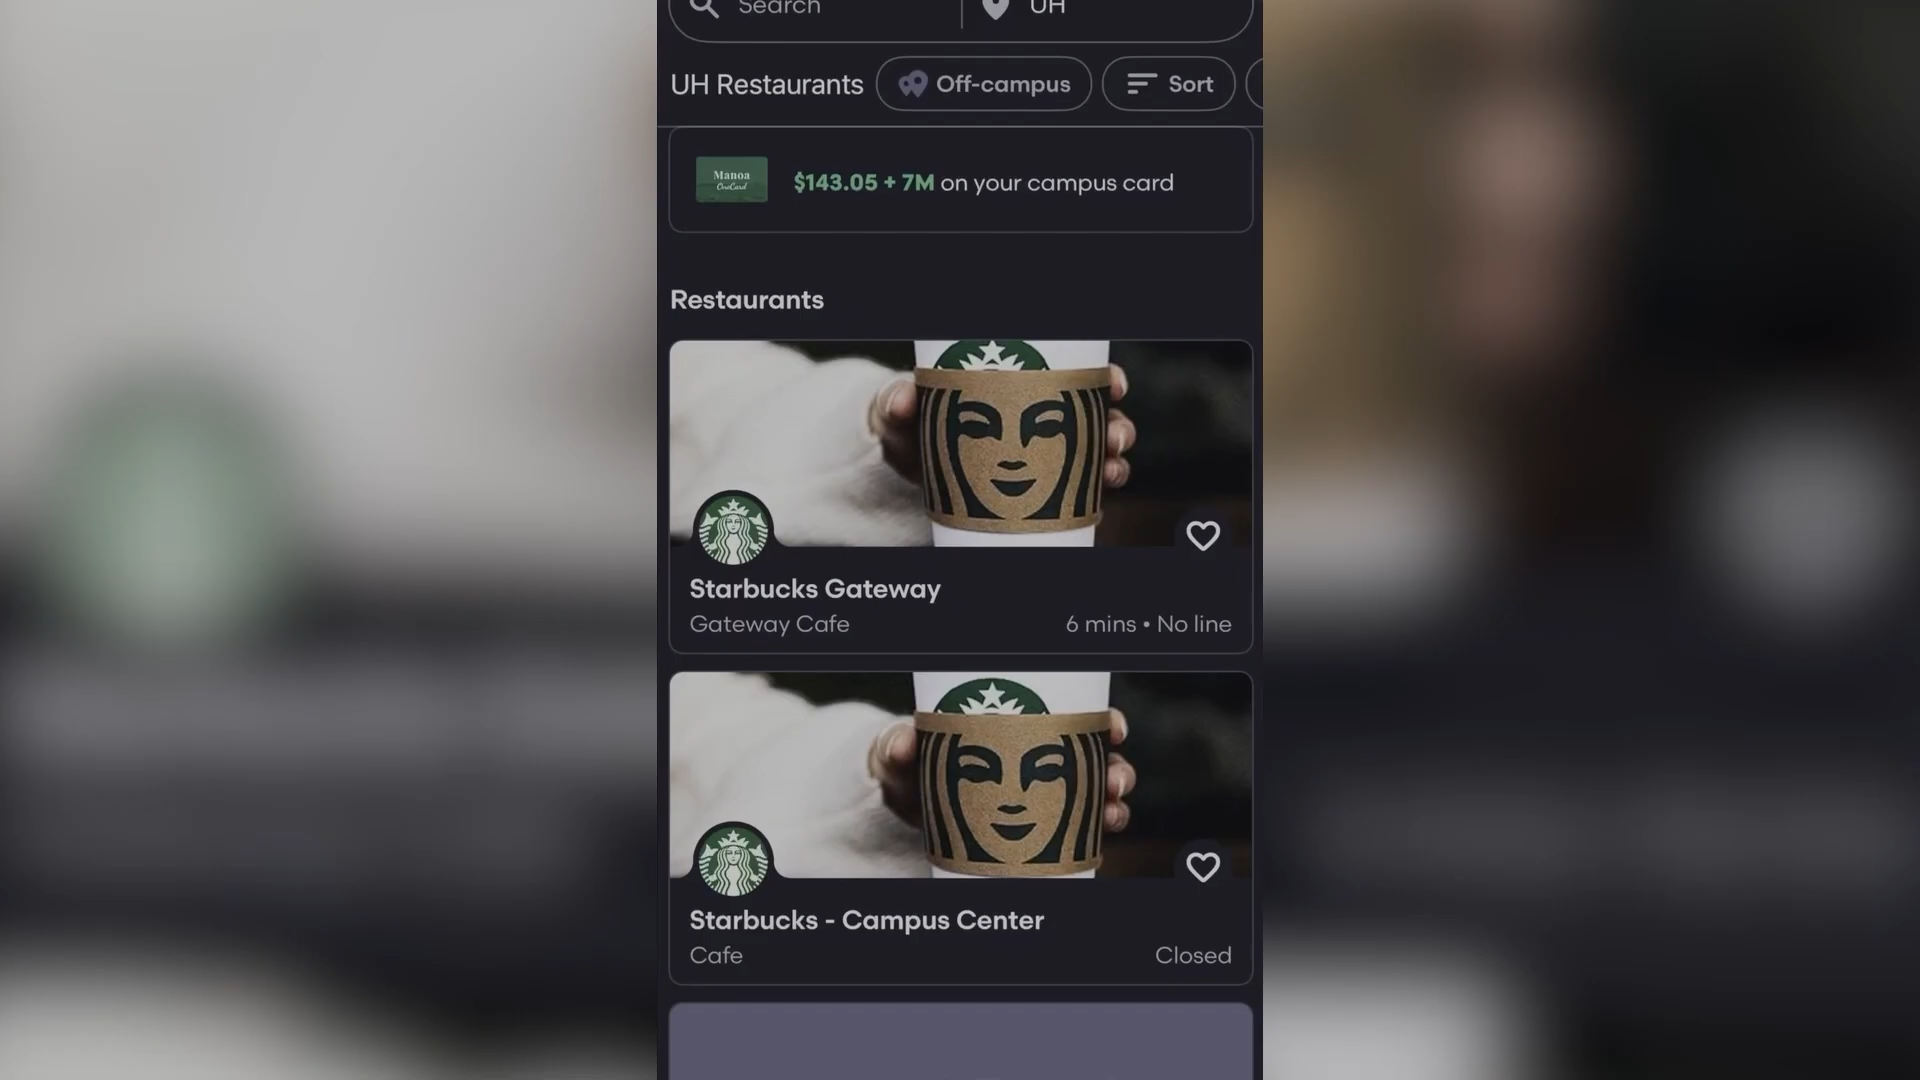 Search
UH
UH Restaurants
Off-campus
Sort
Manoa
OneCard
$143.05 + 7M on your campus card
Restaurants
Starbucks Gateway
Gateway Cafe
6 mins • No line
Starbucks - Campus Center
Cafe
Closed